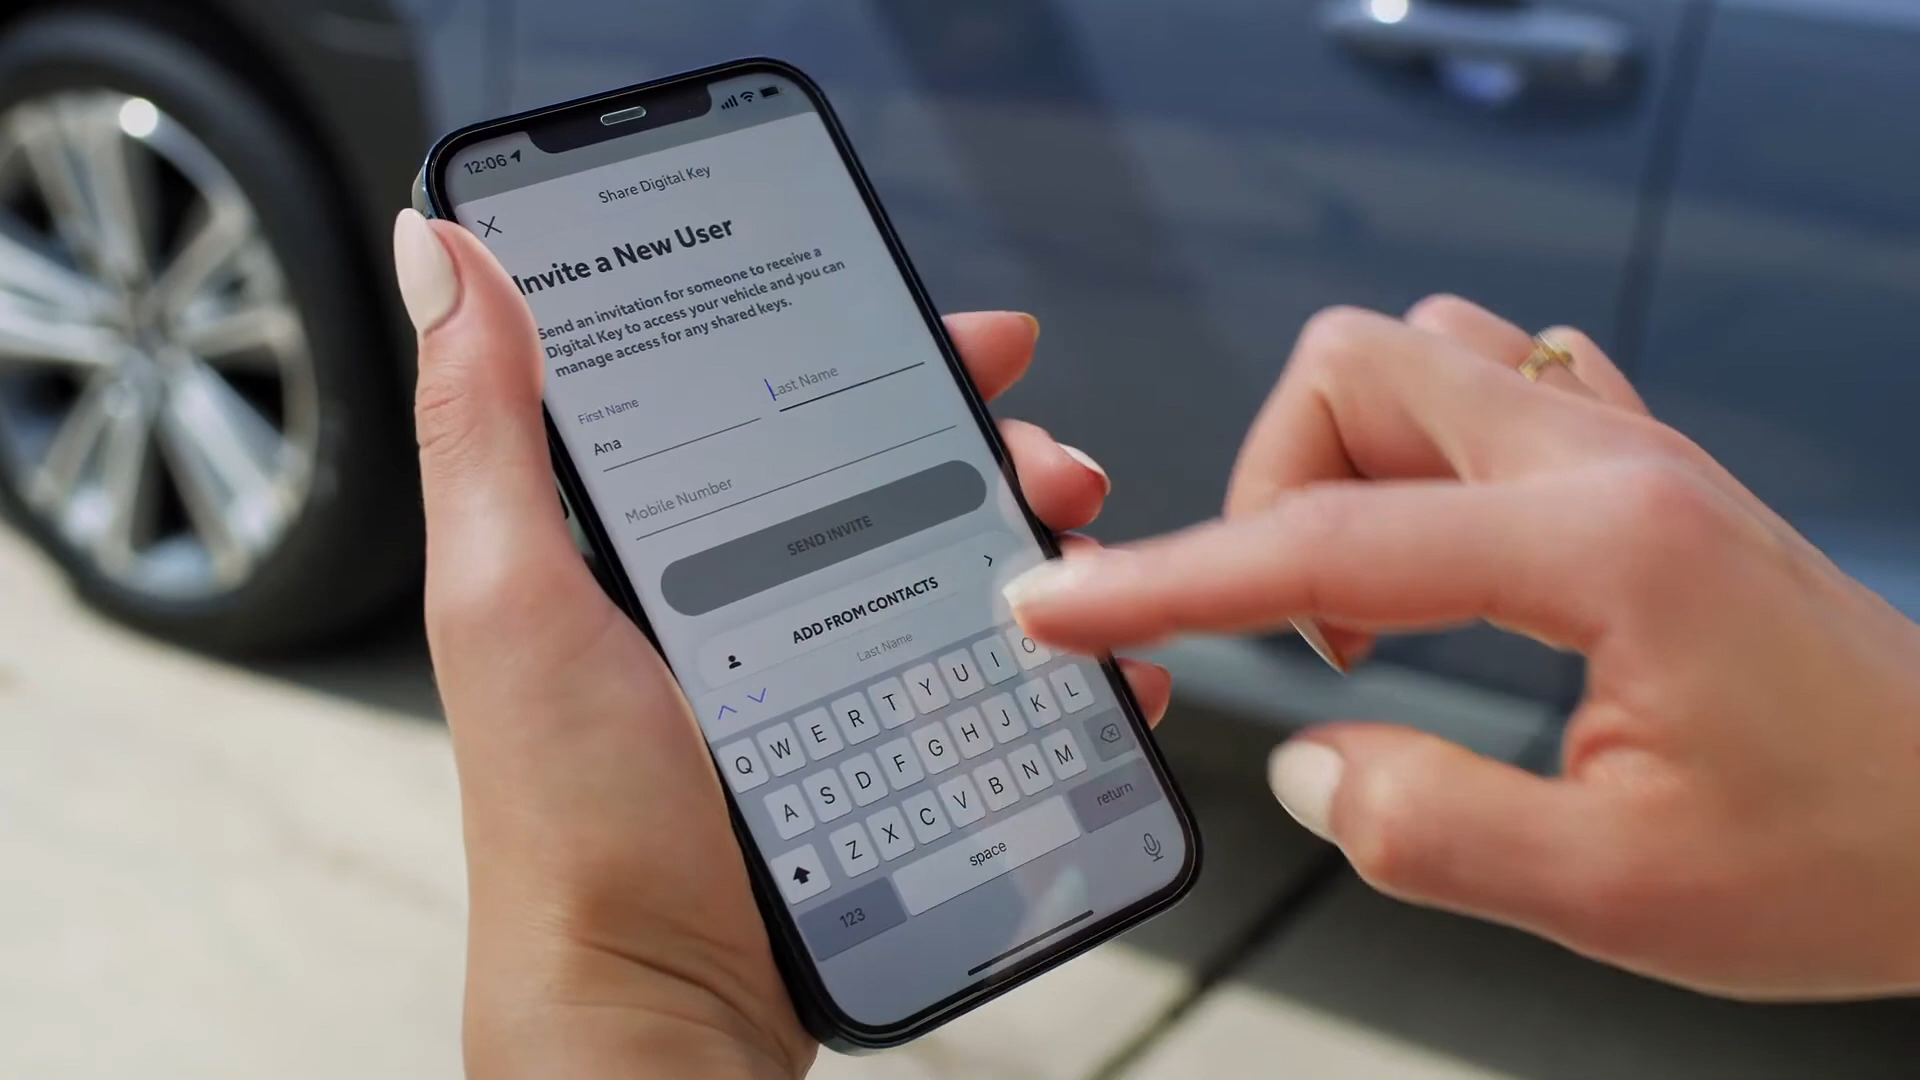 12:06
Share Digital Key
Invite a New User
Send an invitation for someone to receive a
Digital Key to access your vehicle and you can
manage access for any shared keys.
First Name
Last Name
Ana
Mobile Number
SEND INVITE
ADD FROM CONTACTS
Last Name
Q W E R T Y U I O
A S D F G H J K L
Z X C V B N M
123 space return